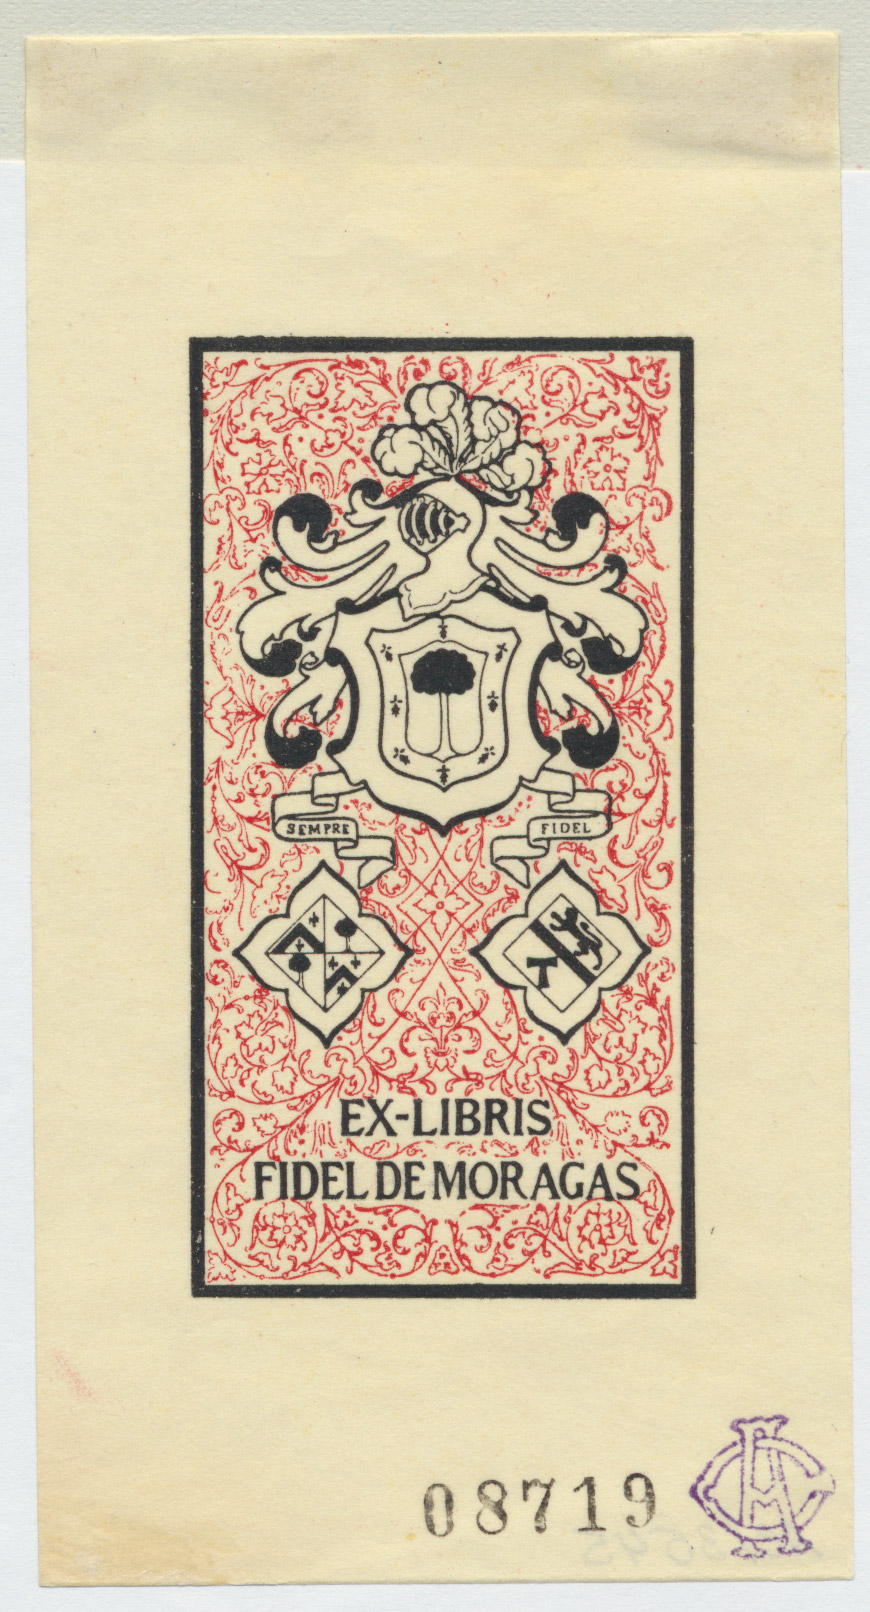 SEMPRE FIDEL
EX-LIBRIS
FIDEL DE MORAGAS
08719